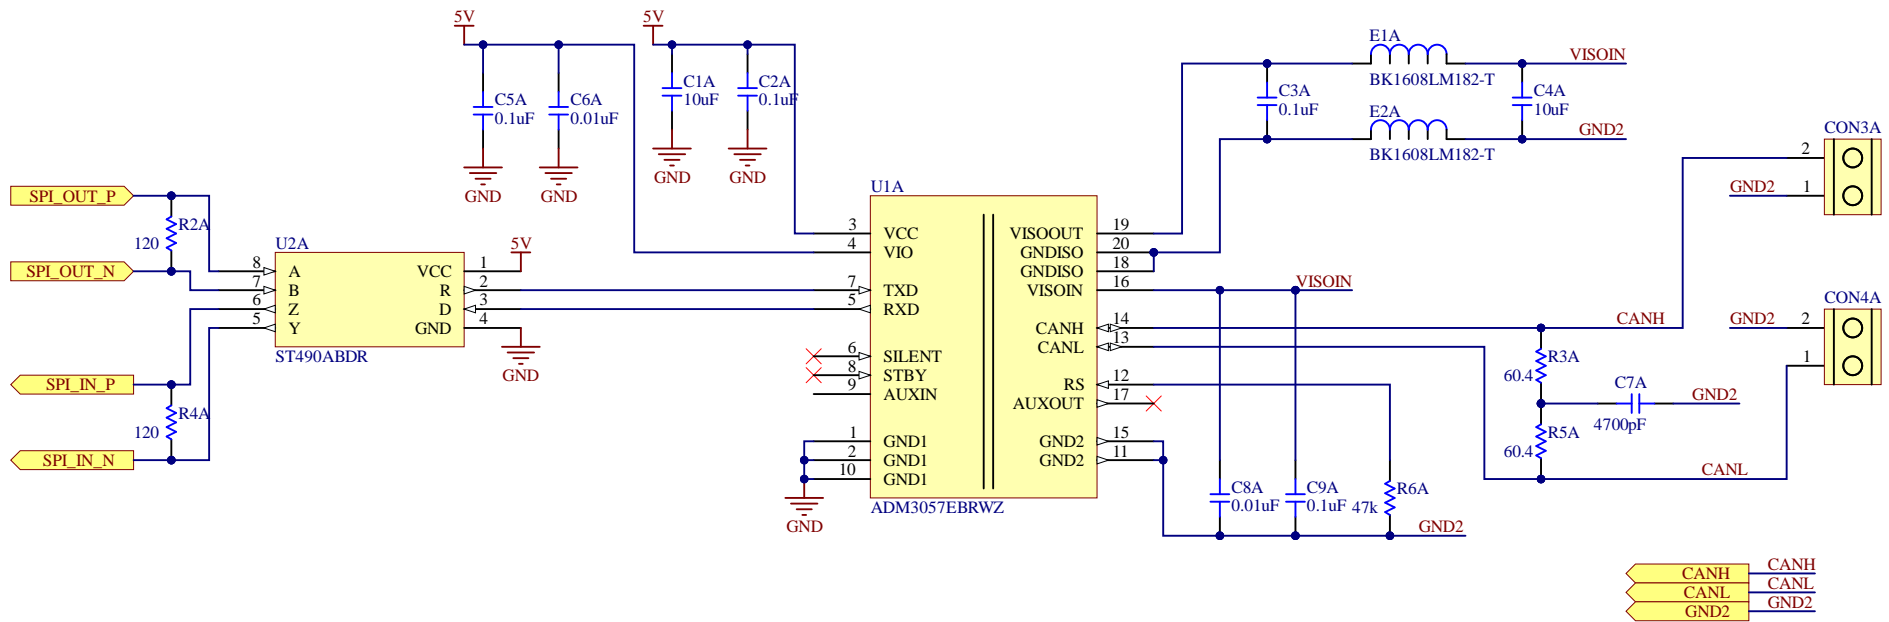 5V
5V
E1A
VISOIN
BK1608LM182-T
C5A
0.1uF
C6A
0.01uF
C1A
10uF
C2A
0.1uF
C3A
0.1uF
C4A
10uF
E2A
GND2
BK1608LM182-T
GND
GND
GND
GND
CON3A
2
GND2
1
SPI_OUT_P
R2A
120
SPI_OUT_N
SPI_IN_P
R4A
120
SPI_IN_N
U2A
5V
8 A VCC 1
7 B R 2
6 Z D 3
5 Y GND 4
ST490ABDR
GND
U1A
3 VCC VISOOUT 19
4 VIO GNDISO 20
GNDISO 18
VISOIN 16
VISOIN
7 TXD
5 RXD
CANH 14
CANL 13
6 SILENT
8 STBY
9 AUXIN
RS 12
AUXOUT 17
1 GND1 GND2 15
2 GND1 GND2 11
10 GND1
ADM3057EBRWZ
GND
C8A
0.01uF
C9A
0.1uF
R6A
47k
GND2
CANH
R3A
60.4
C7A
4700pF
GND2
R5A
60.4
CANL
CON4A
GND2
2
1
CANH CANH
CANL CANL
GND2 GND2